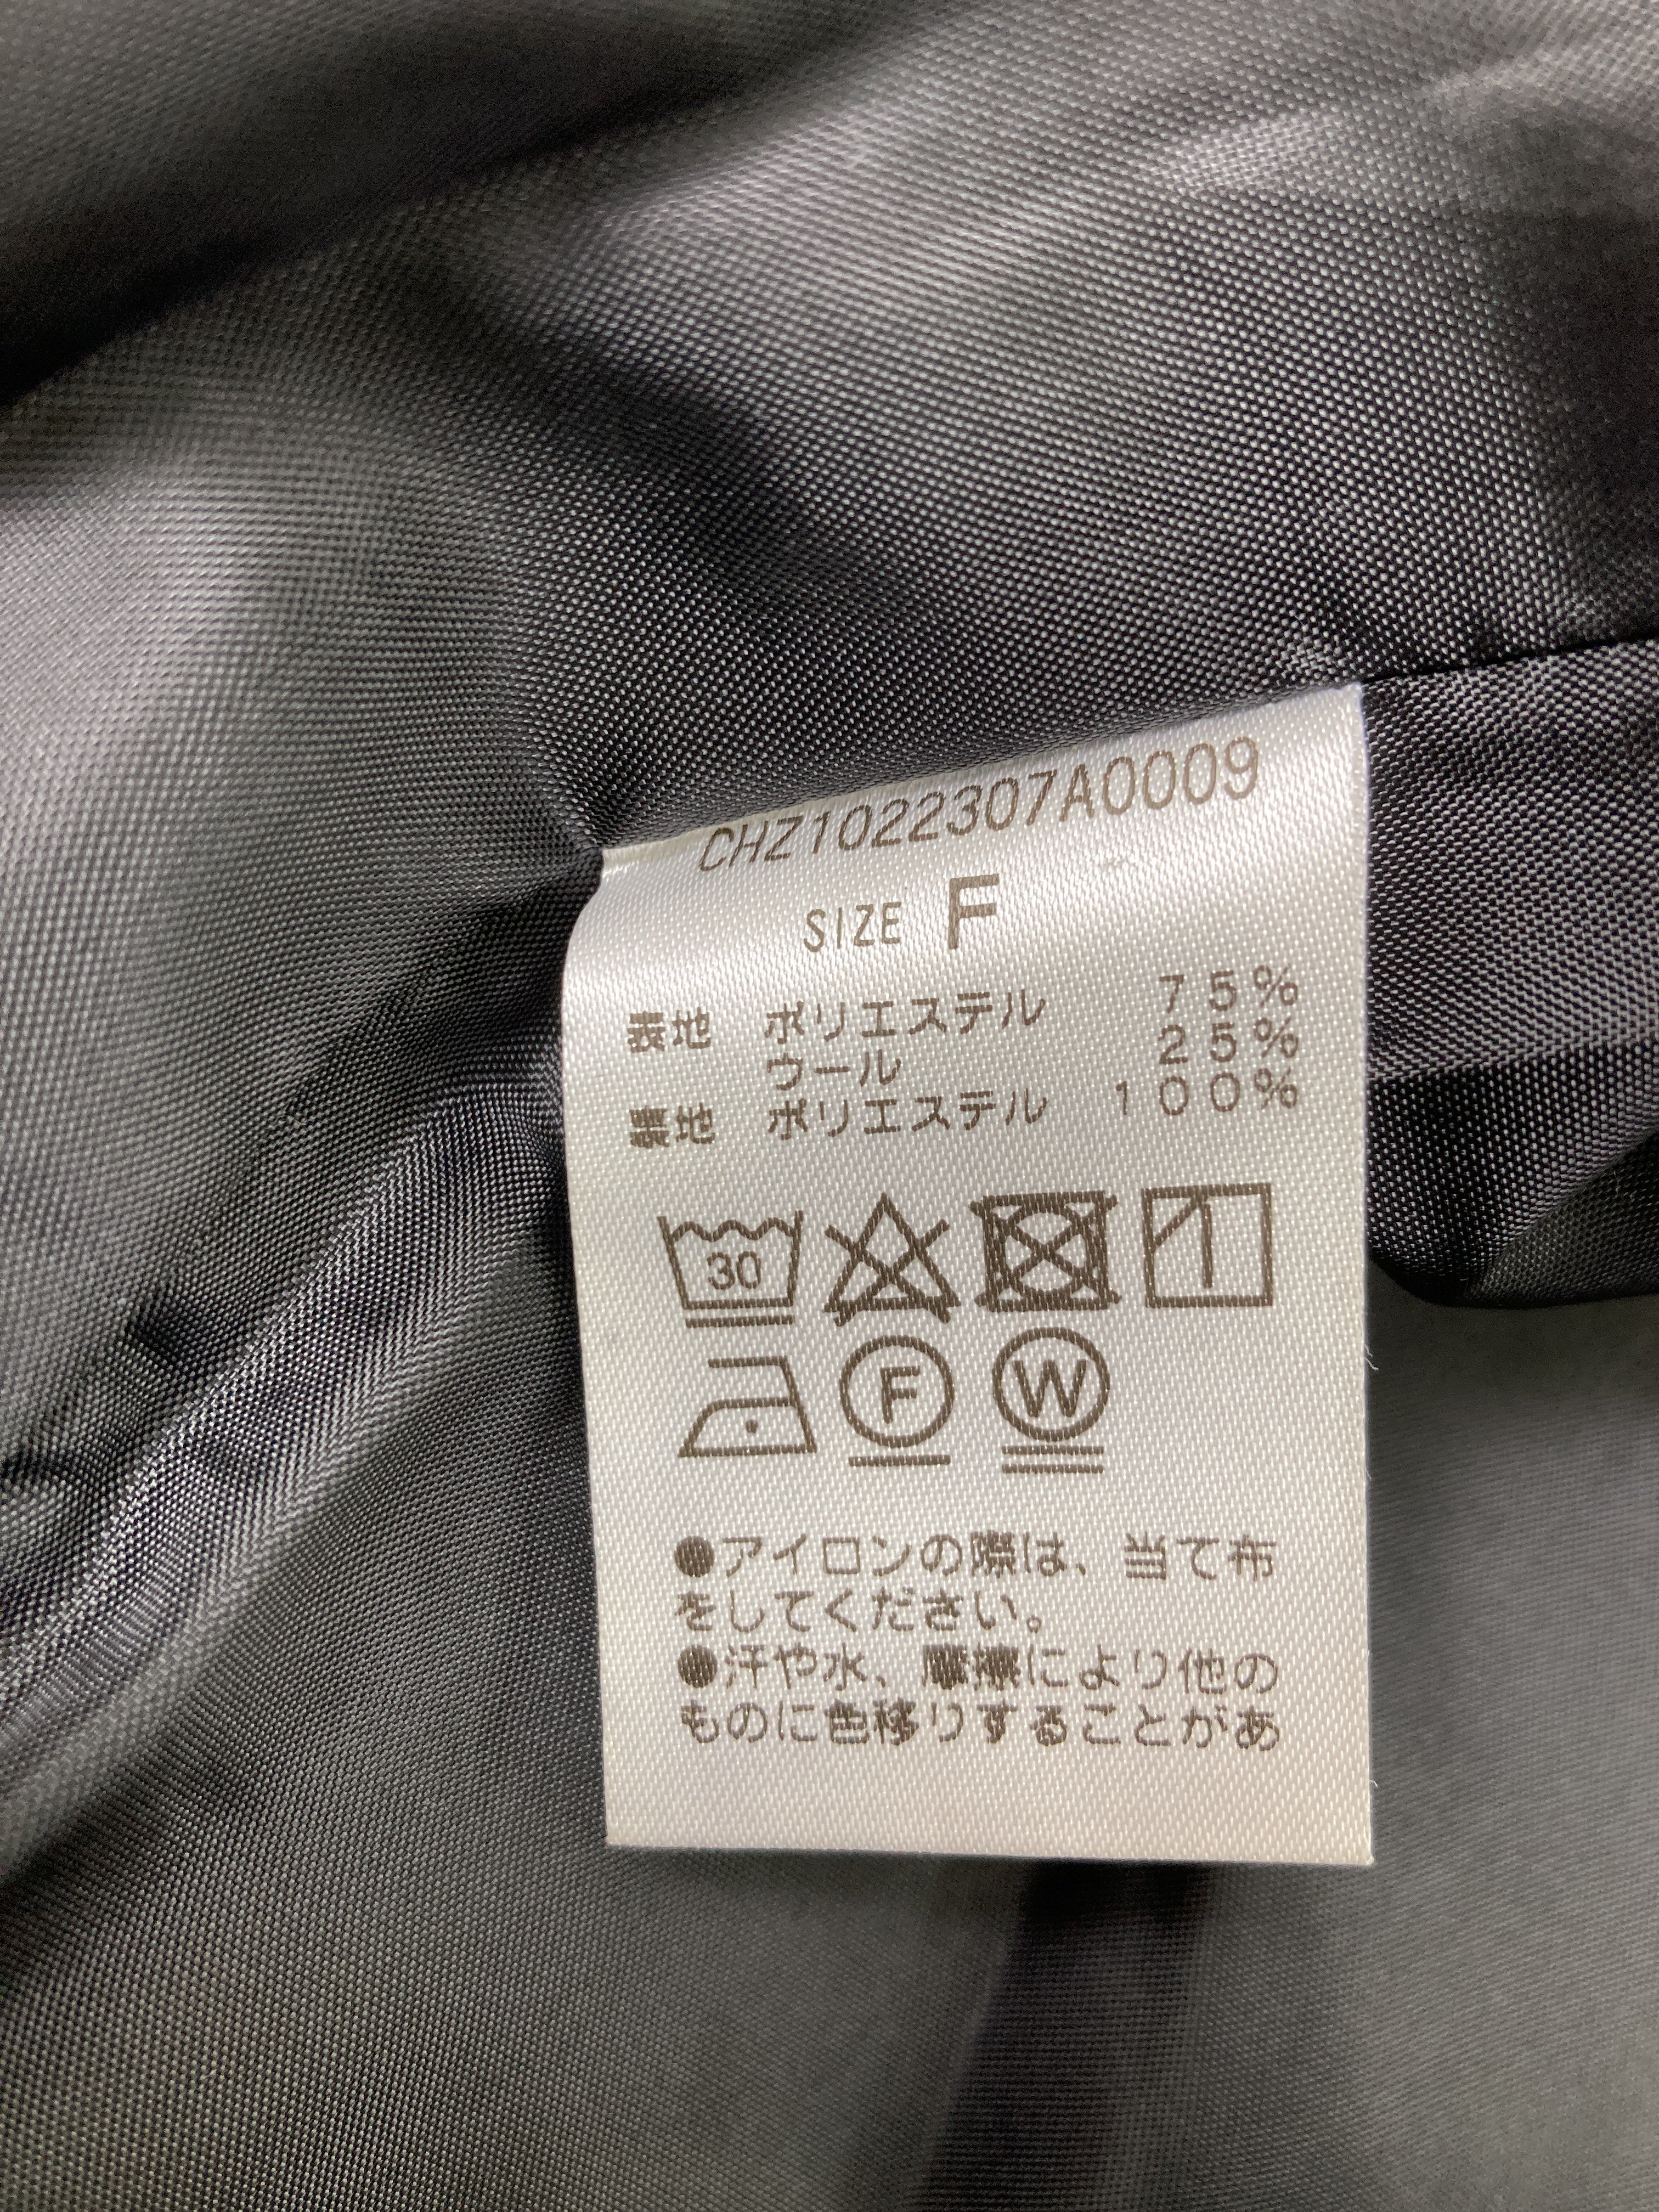 CHZ1022307A0009
SIZE F
表地 ポリエステル 75%
ウール 25%
裏地 ポリエステル 100%
30
F W
●アイロンの際は、当て布
をしてください。
●汗や水、摩擦により他の
ものに色移りすることがあ